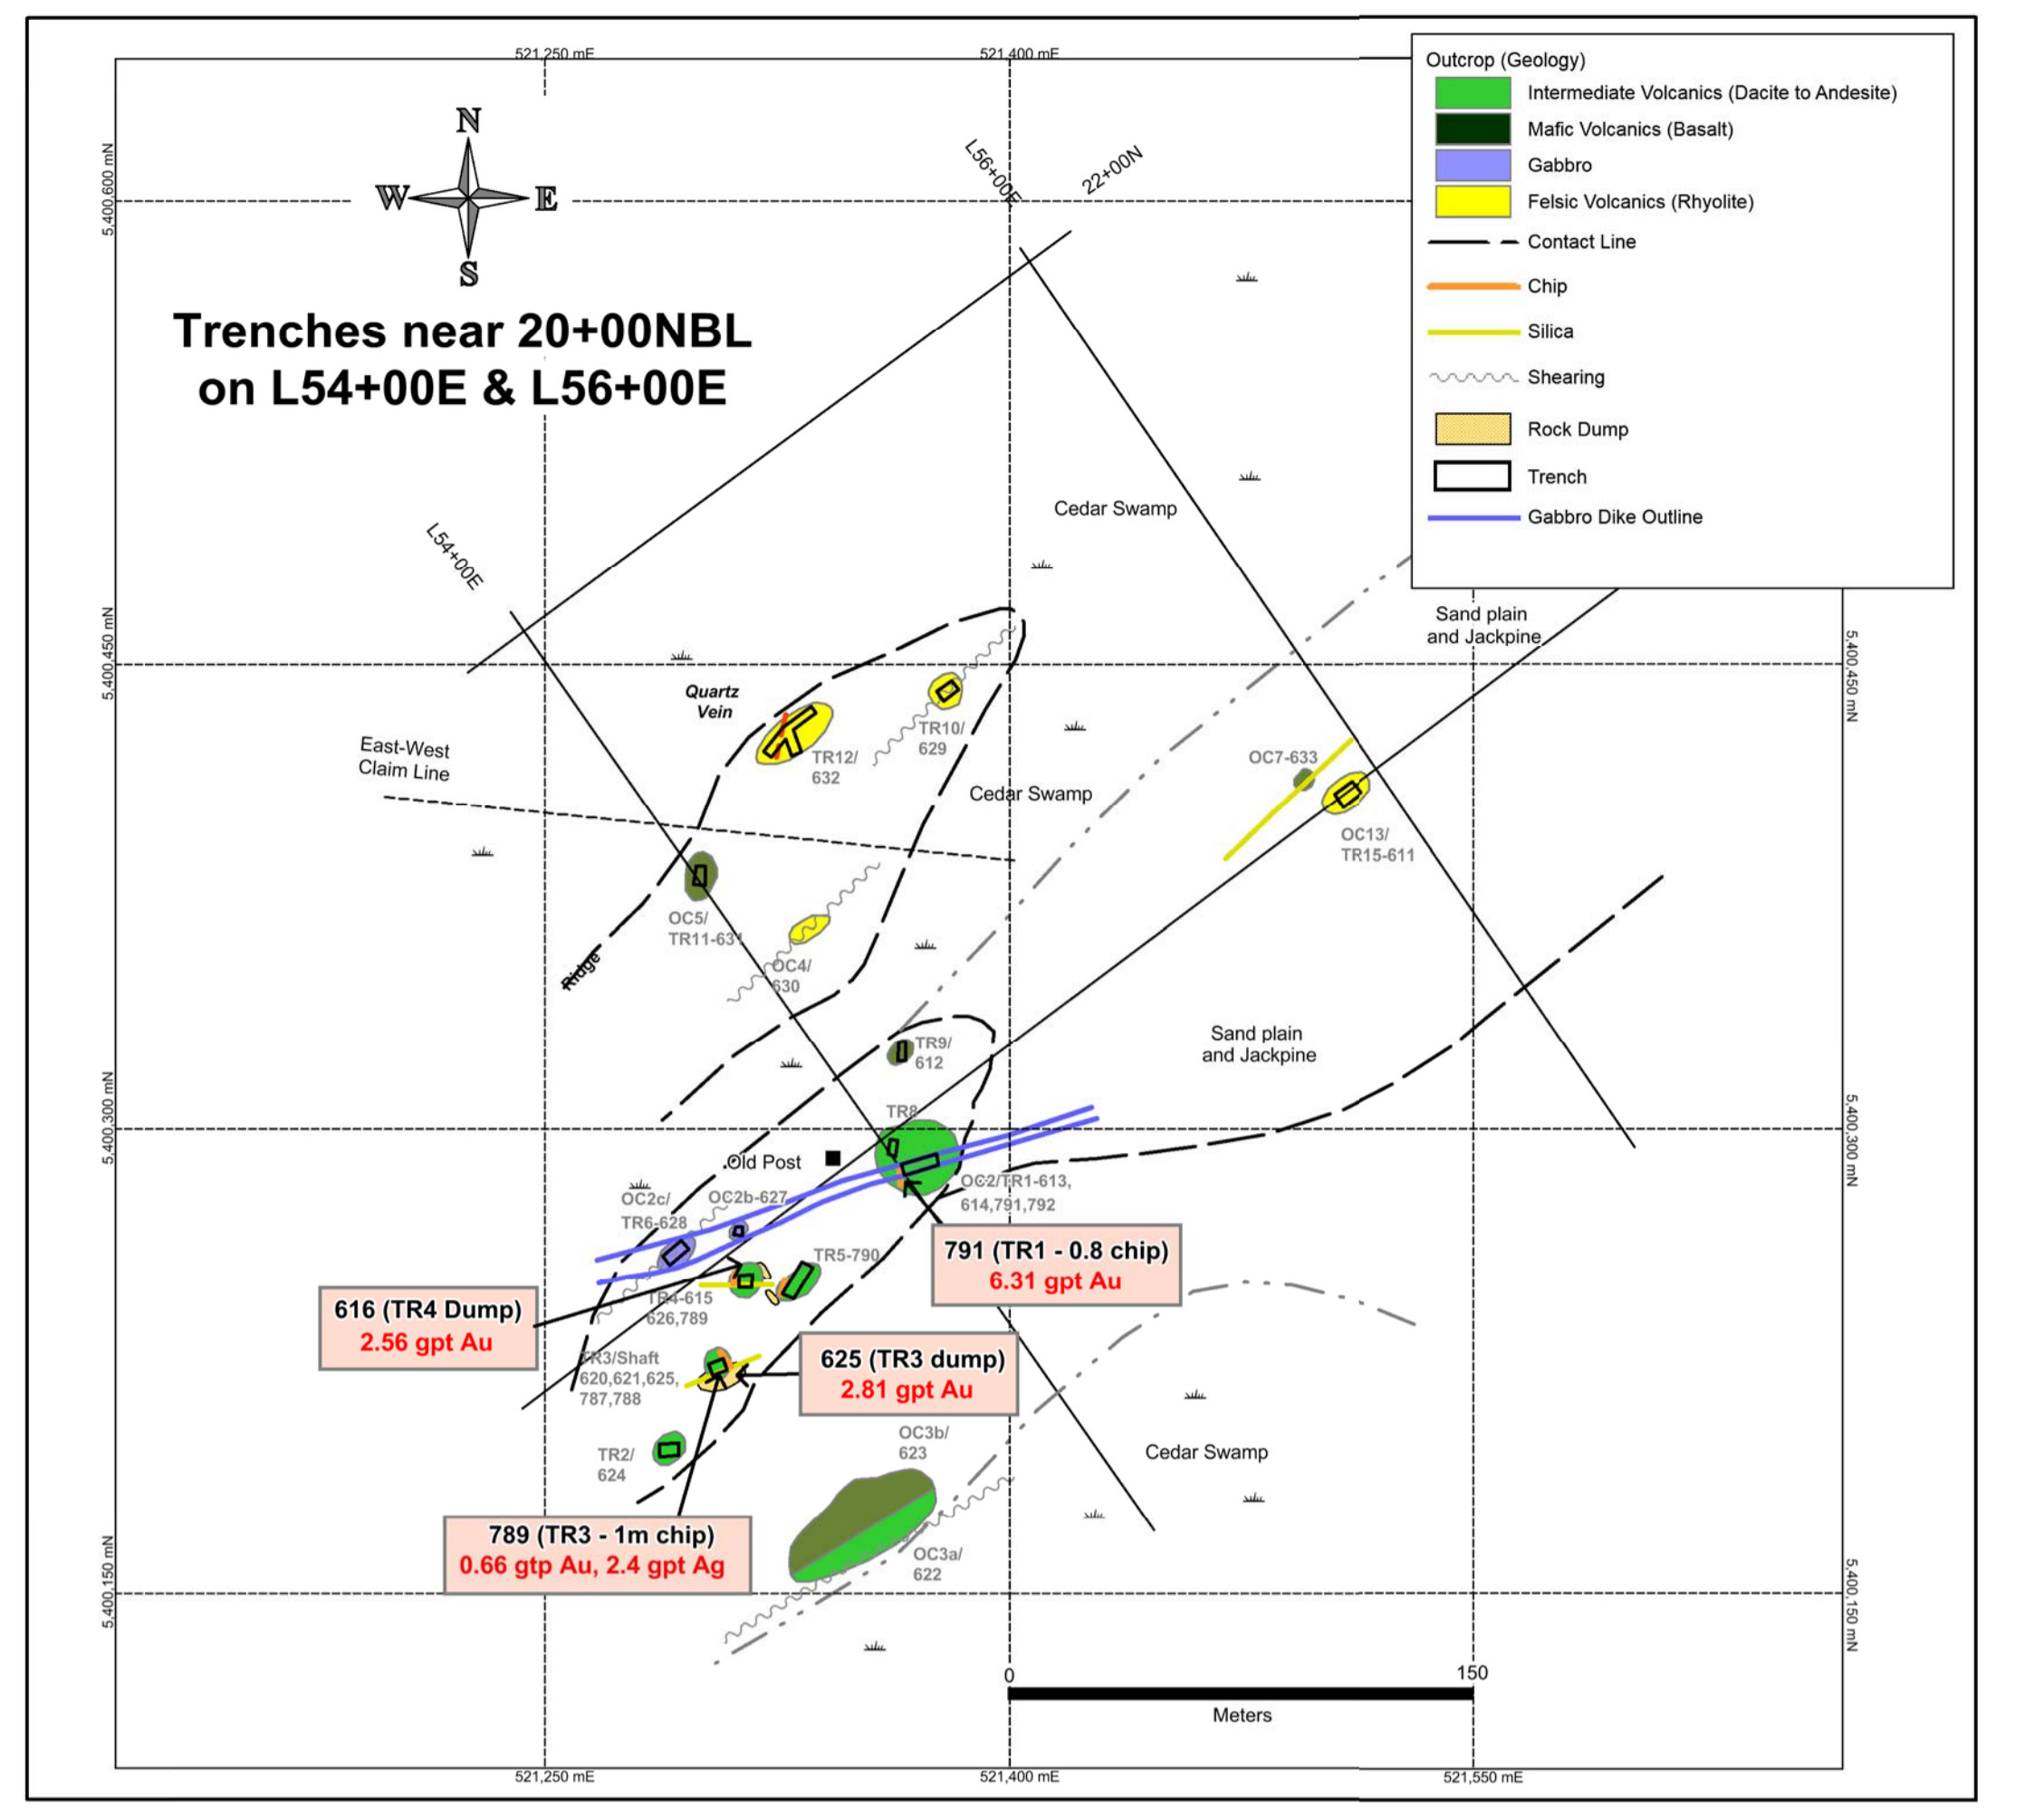 521,250 mE
521,400 mE
5,400,600 mN
N
W
E
S
L56+00E
22+00N
Outcrop (Geology)
Intermediate Volcanics (Dacite to Andesite)
Mafic Volcanics (Basalt)
Gabbro
Felsic Volcanics (Rhyolite)
Contact Line
Chip
Silica
Shearing
Rock Dump
Trench
Gabbro Dike Outline
Trenches near 20+00NBL
on L54+00E & L56+00E
L54+00E
Cedar Swamp
Sand plain
and Jackpine
5,400,450 mN
5,400,450 mN
Quartz
Vein
TR10/
629
TR12/
632
East-West
Claim Line
Cedar Swamp
OC7-633
OC13/
TR15-611
OC5/
TR11-631
OC4/
630
Ridge
TR9/
612
Sand plain
and Jackpine
5,400,300 mN
5,400,300 mN
TR8
Old Post
OC2c/
TR6-628
OC2b-627
OC2/TR1-613,
614,791,792
TR5-790
791 (TR1 - 0.8 chip)
6.31 gpt Au
616 (TR4 Dump)
2.56 gpt Au
TR4-615
626,789
TR3/Shaft
620,621,625,
787,788
625 (TR3 dump)
2.81 gpt Au
TR2/
624
OC3b/
623
Cedar Swamp
789 (TR3 - 1m chip)
0.66 gtp Au, 2.4 gpt Ag
OC3a/
622
5,400,150 mN
5,400,150 mN
0
150
Meters
521,250 mE
521,400 mE
521,550 mE